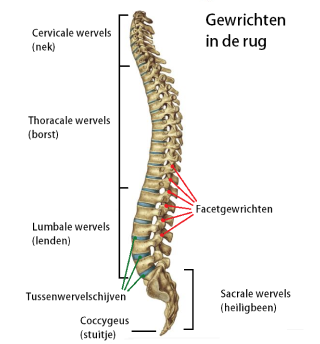 Gewrichten
in de rug
Cervicale wervels
(nek)
Thoracale wervels
(borst)
Lumbale wervels
(lenden)
Facetgewrichten
Tussenwervelschijven
Sacrale wervels
(heiligbeen)
Coccygeus
(stuitje)